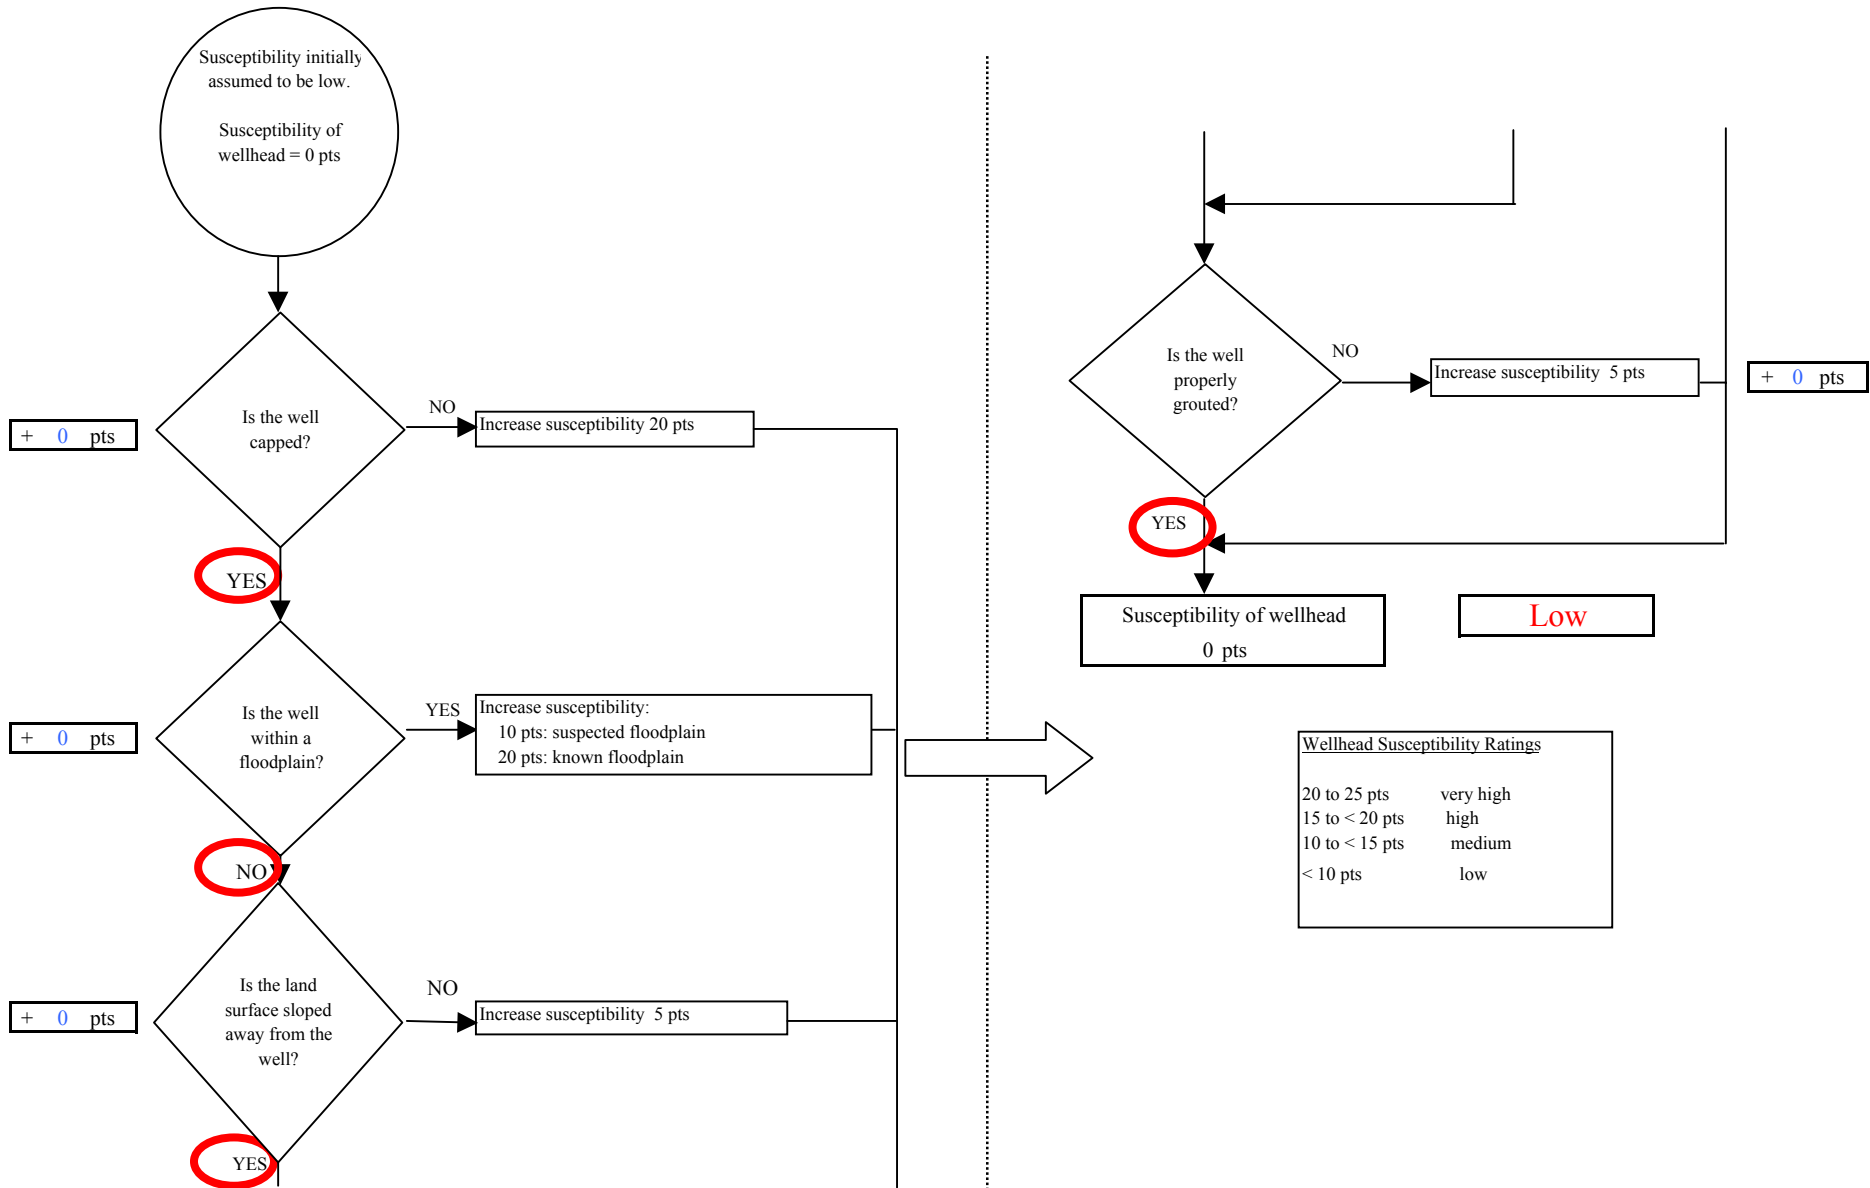 Susceptibility initially
assumed to be low.
Susceptibility of
wellhead = 0 pts
Is the well
capped?
NO
Increase susceptibility 20 pts
+ 0 pts
YES
Is the well
within a
floodplain?
YES
Increase susceptibility:
10 pts: suspected floodplain
20 pts: known floodplain
+ 0 pts
NO
Is the land
surface sloped
away from the
well?
NO
Increase susceptibility 5 pts
+ 0 pts
YES
Is the well
properly
grouted?
NO
Increase susceptibility 5 pts
+ 0 pts
YES
Susceptibility of wellhead
0 pts
Low
Wellhead Susceptibility Ratings
20 to 25 pts very high
15 to < 20 pts high
10 to < 15 pts medium
< 10 pts low